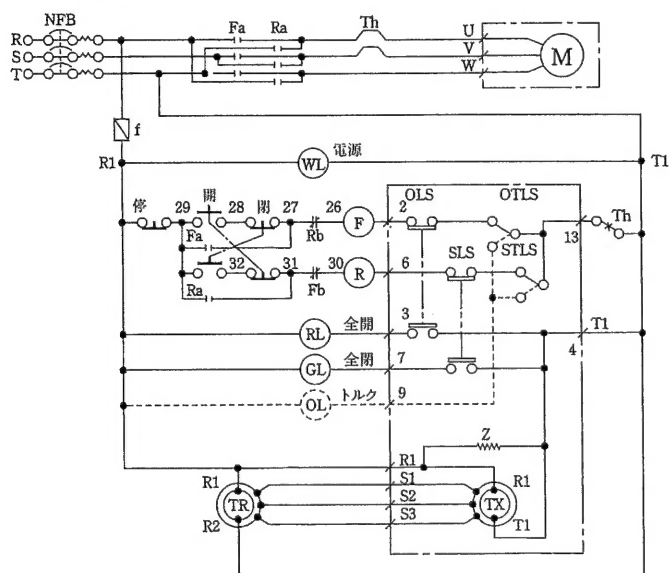 NFB Fa Ra Th
R U
S V M
T W
f
R1 WL 電源 T1
OLS OTLS
停 29 開 28 閉 27 26 F 2
Fa Rb STLS 13 Th
SLS
32 31 30 R 6
Ra Fb
3
RL 全開 T1
4
GL 全閉 7
OL トルク 9
Z
R1
R1 S1 R1
TR S2 TX
R2 S3 T1